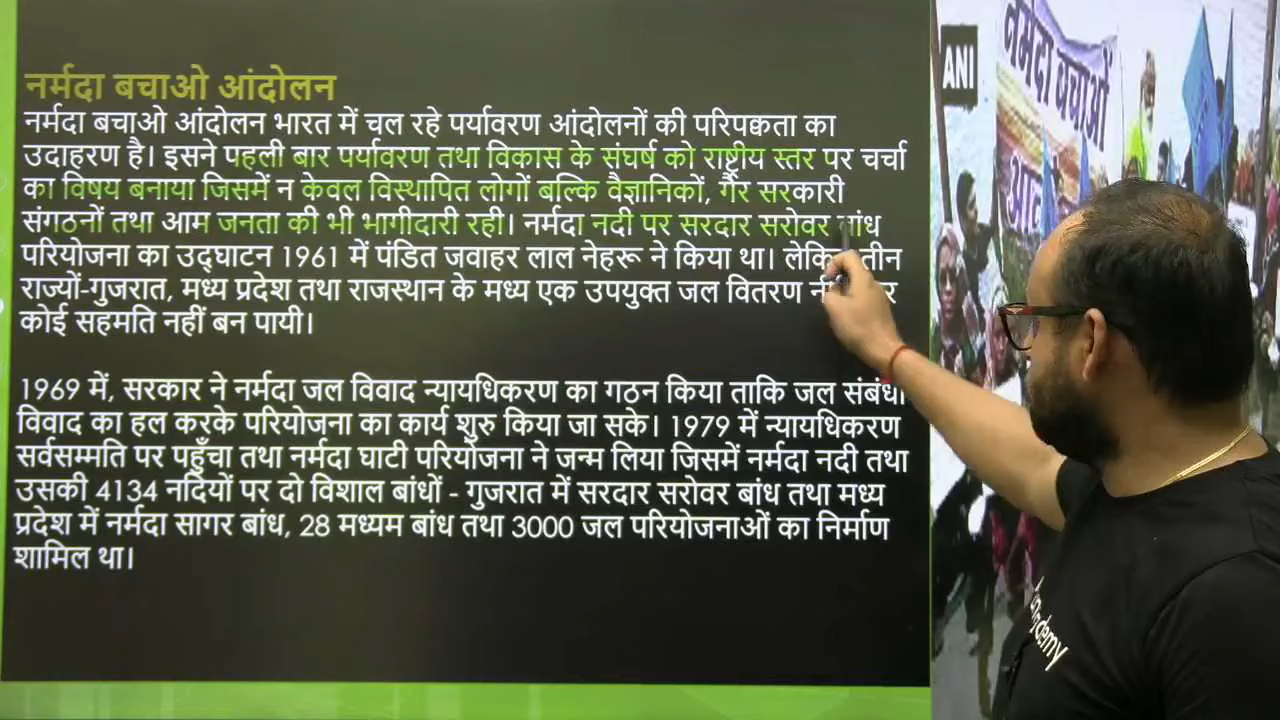 नर्मदा बचाओ आंदोलन
नर्मदा बचाओ आंदोलन भारत में चल रहे पर्यावरण आंदोलनों की परिपक्वता का
उदाहरण है। इसने पहली बार पर्यावरण तथा विकास के संघर्ष को राष्ट्रीय स्तर पर चर्चा
का विषय बनाया जिसमें न केवल विस्थापित लोगों बल्कि वैज्ञानिकों, गैर सरकारी
संगठनों तथा आम जनता की भी भागीदारी रही। नर्मदा नदी पर सरदार सरोवर बांध
परियोजना का उद्घाटन 1961 में पंडित जवाहर लाल नेहरू ने किया था। लेकिन तीन
राज्यों-गुजरात, मध्य प्रदेश तथा राजस्थान के मध्य एक उपयुक्त जल वितरण
कोई सहमति नहीं बन पायी।
1969 में, सरकार ने नर्मदा जल विवाद न्यायधिकरण का गठन किया ताकि जल संबंधी
विवाद का हल करके परियोजना का कार्य शुरु किया जा सके। 1979 में न्यायधिकरण
सर्वसम्मति पर पहुँचा तथा नर्मदा घाटी परियोजना ने जन्म लिया जिसमें नर्मदा नदी तथा
उसकी 4134 नदियों पर दो विशाल बांधों - गुजरात में सरदार सरोवर बांध तथा मध्य
प्रदेश में नर्मदा सागर बांध, 28 मध्यम बांध तथा 3000 जल परियोजनाओं का निर्माण
शामिल था।
ANI
नर्मदा बचाओं